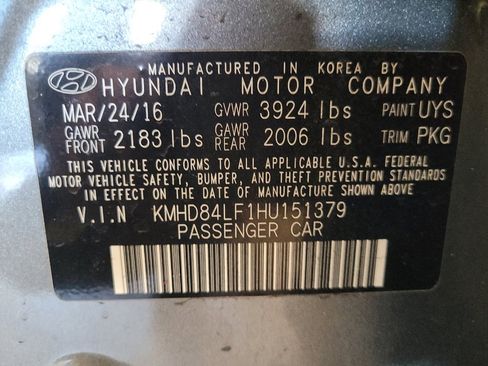 MANUFACTURED IN KOREA BY
HYUNDAI MOTOR COMPANY
MAR/24/16 GVWR 3924 lbs PAINT UYS
GAWR FRONT 2183 lbs GAWR REAR 2006 lbs TRIM PKG
THIS VEHICLE CONFORMS TO ALL APPLICABLE U.S.A. FEDERAL
MOTOR VEHICLE SAFETY, BUMPER, AND THEFT PREVENTION STANDARDS
IN EFFECT ON THE DATE OF MANUFACTURE SHOWN ABOVE
V.I.N KMHD84LF1HU151379
PASSENGER CAR